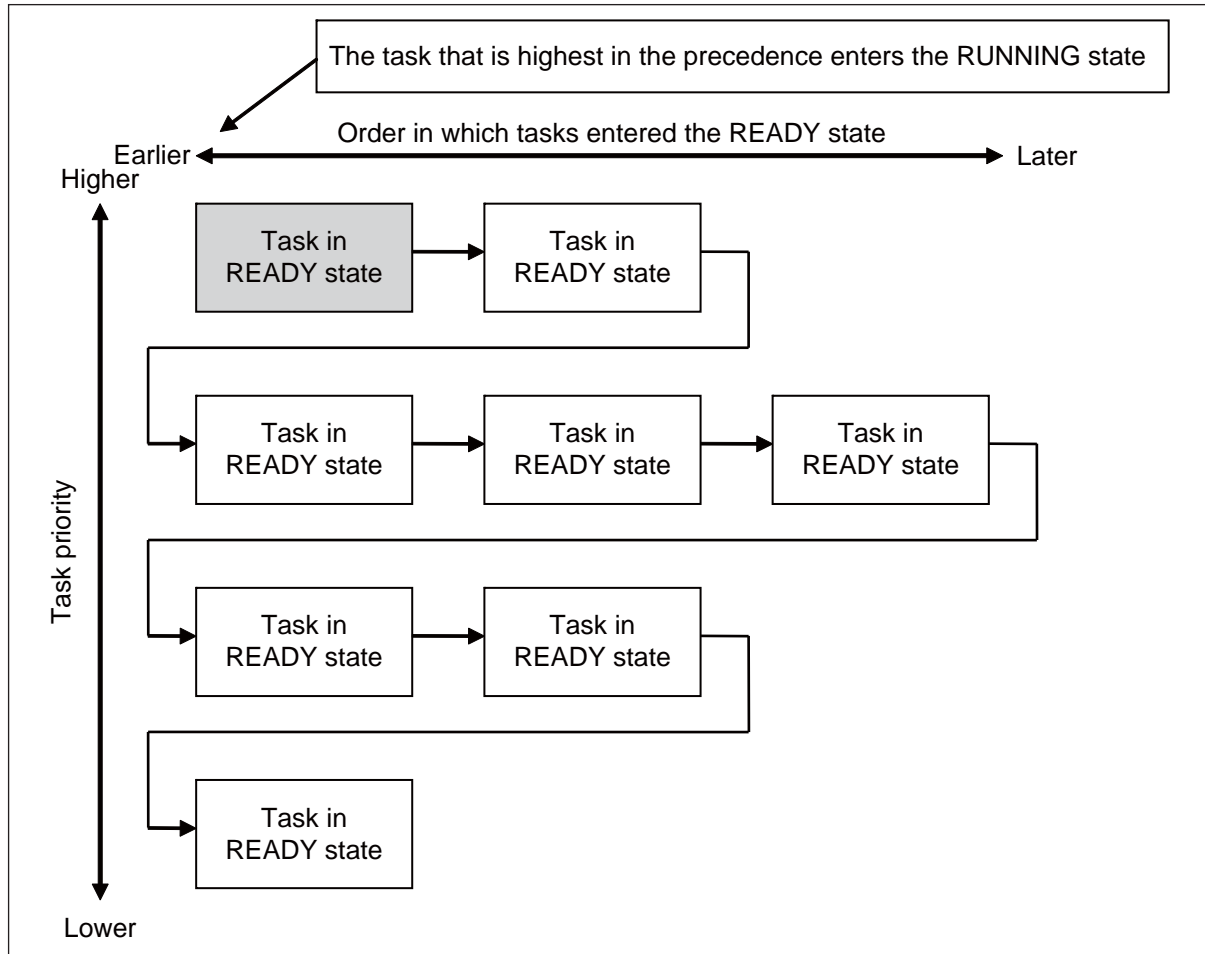 The task that is highest in the precedence enters the RUNNING state
Order in which tasks entered the READY state
Earlier
Later
Higher
Task in
READY state
Task in
READY state
Task in
READY state
Task in
READY state
Task in
READY state
Task priority
Task in
READY state
Task in
READY state
Task in
READY state
Lower